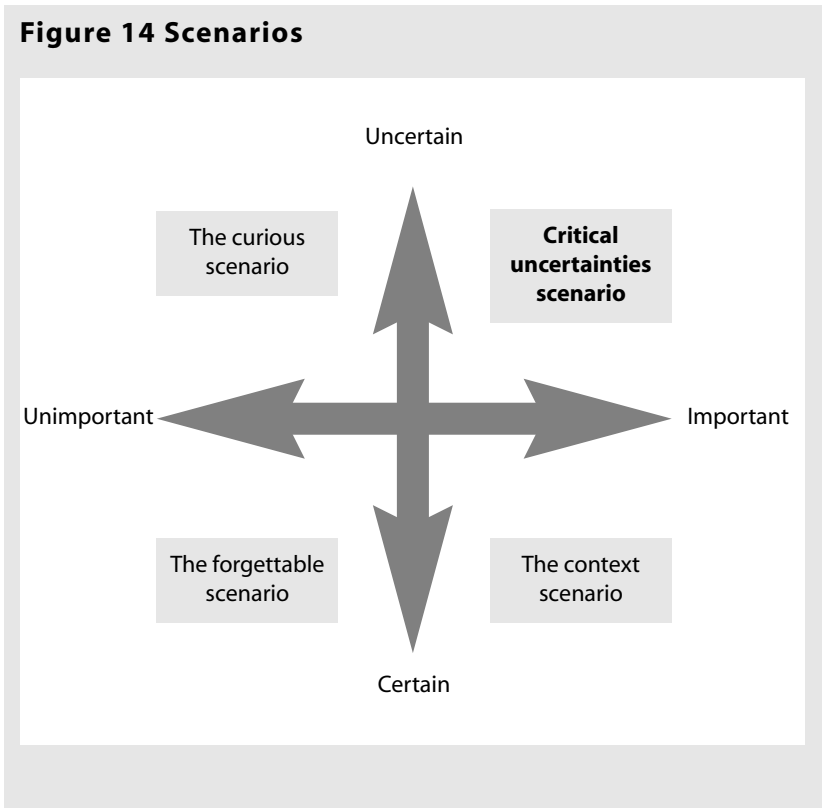 Figure 14 Scenarios
Uncertain
The curious
scenario
Critical
uncertainties
scenario
Unimportant
Important
The forgettable
scenario
The context
scenario
Certain